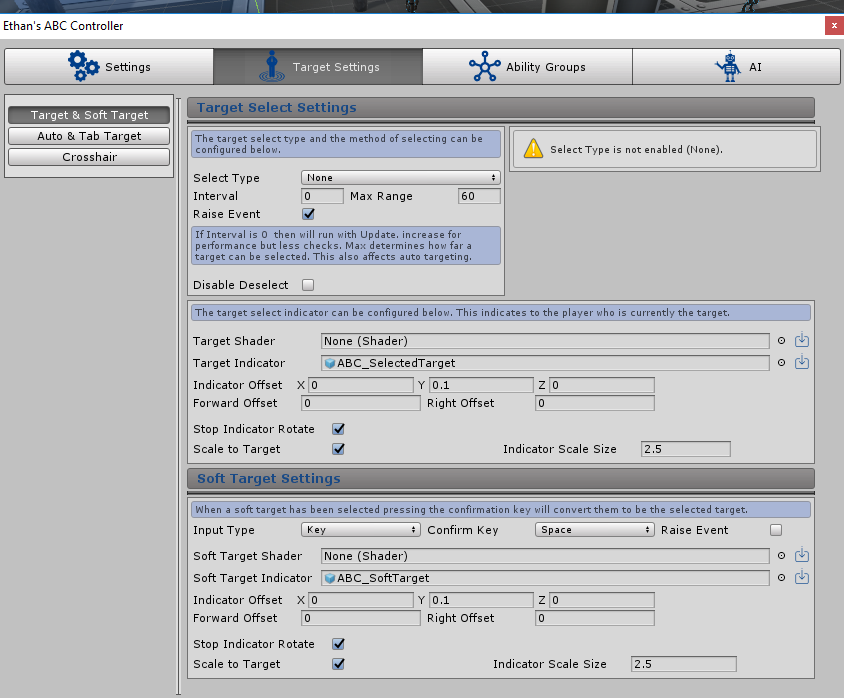 Ethan's ABC Controller
x
Settings
Target Settings
Ability Groups
AI
Target & Soft Target
Auto & Tab Target
Crosshair
Target Select Settings
The target select type and the method of selecting can be
configured below.
Select Type is not enabled (None).
Select Type None
Interval 0 Max Range 60
Raise Event
If Interval is 0 then will run with Update. increase for
performance but less checks. Max determines how far a
target can be selected. This also affects auto targeting.
Disable Deselect
The target select indicator can be configured below. This indicates to the player who is currently the target.
Target Shader None (Shader)
Target Indicator ABC_SelectedTarget
Indicator Offset X 0 Y 0.1 Z 0
Forward Offset 0 Right Offset 0
Stop Indicator Rotate
Scale to Target Indicator Scale Size 2.5
Soft Target Settings
When a soft target has been selected pressing the confirmation key will convert them to be the selected target.
Input Type Key Confirm Key Space Raise Event
Soft Target Shader None (Shader)
Soft Target Indicator ABC_SoftTarget
Indicator Offset X 0 Y 0.1 Z 0
Forward Offset 0 Right Offset 0
Stop Indicator Rotate
Scale to Target Indicator Scale Size 2.5